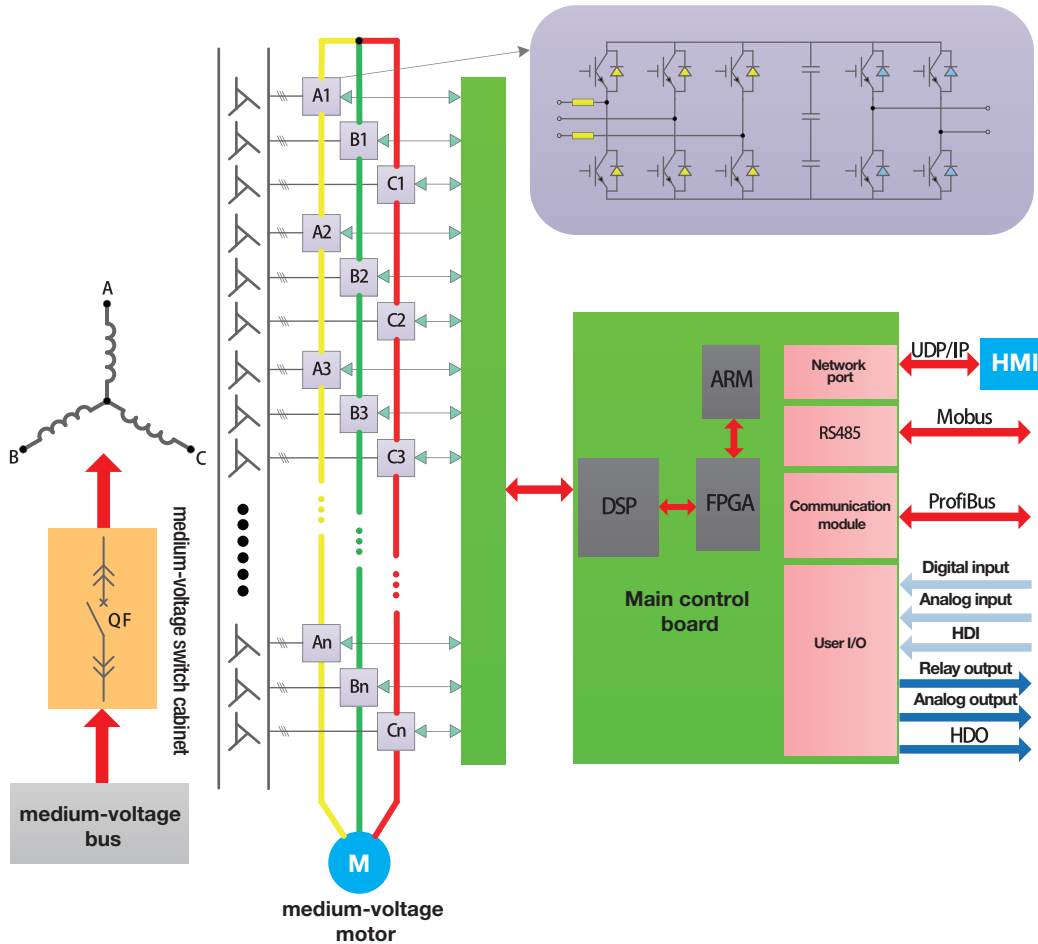 A
B
C
QF
medium-voltage switch cabinet
medium-voltage
bus
A1
B1
C1
A2
B2
C2
A3
B3
C3
An
Bn
Cn
M
medium-voltage
motor
DSP
FPGA
ARM
Main control
board
Network
port
RS485
Communication
module
User I/O
UDP/IP
HMI
Mobus
ProfiBus
Digital input
Analog input
HDI
Relay output
Analog output
HDO